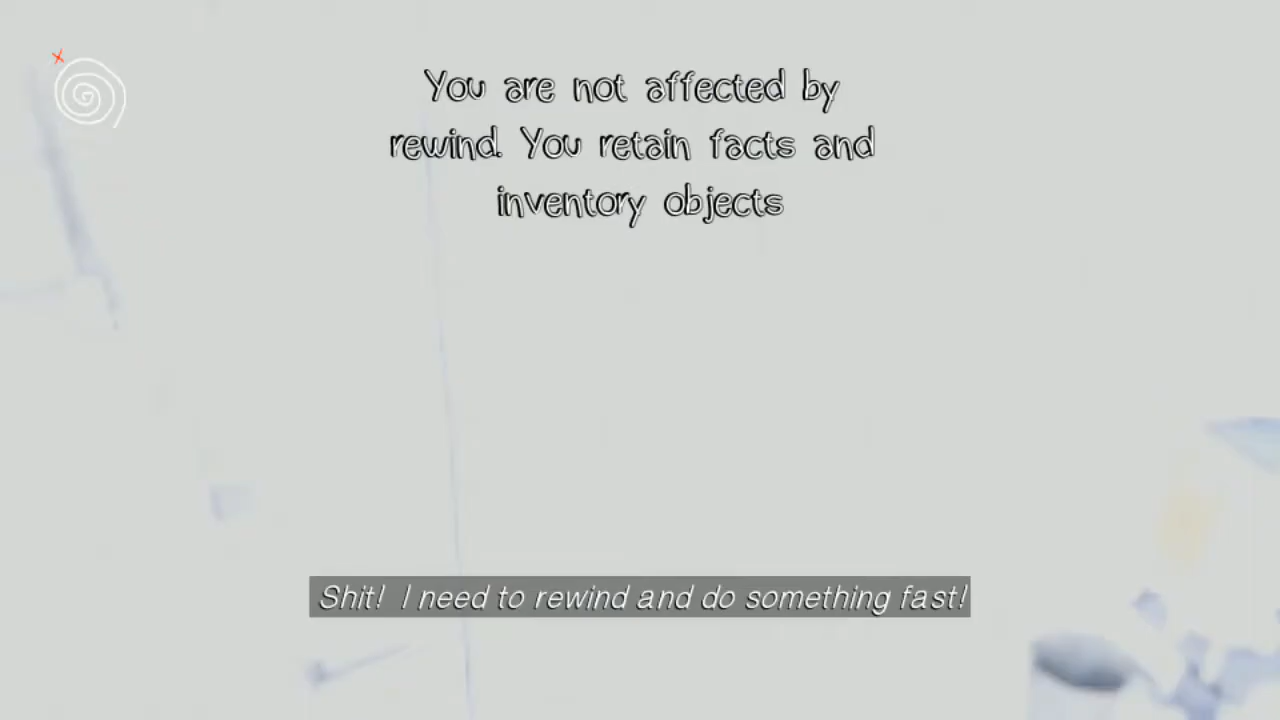 You are not affected by
rewind. You retain facts and
inventory objects
Shit! I need to rewind and do something fast!